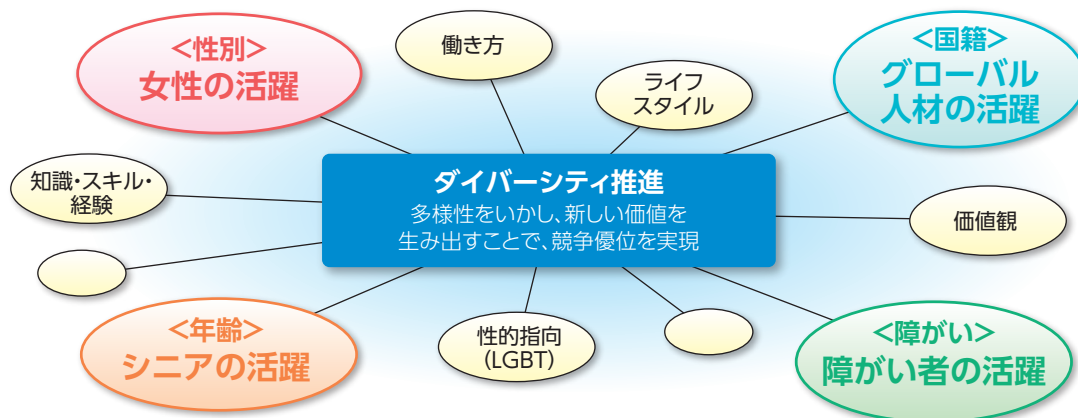 <性別>
女性の活躍
働き方
ライフ
スタイル
<国籍>
グローバル
人材の活躍
知識・スキル・
経験
ダイバーシティ推進
多様性をいかし、新しい価値を
生み出すことで、競争優位を実現
価値観
<年齢>
シニアの活躍
性的指向
(LGBT)
<障がい>
障がい者の活躍